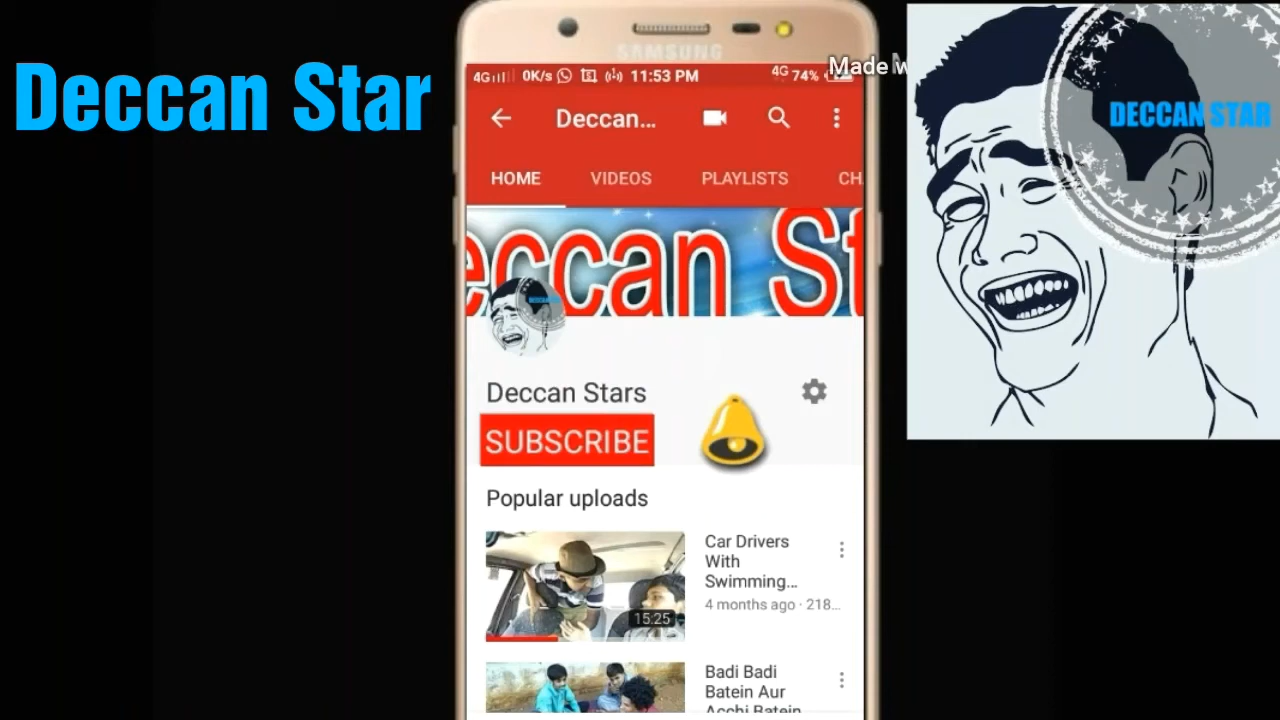 Deccan Star
SAMSUNG
4G 0K/s 11:53 PM 4G 74%
Made w
Deccan...
HOME VIDEOS PLAYLISTS CH
eccan St
DECCAN STAR
Deccan Stars
SUBSCRIBE
Popular uploads
15:25
Car Drivers
With
Swimming...
4 months ago · 218...
Badi Badi
Batein Aur
Acchi Batein